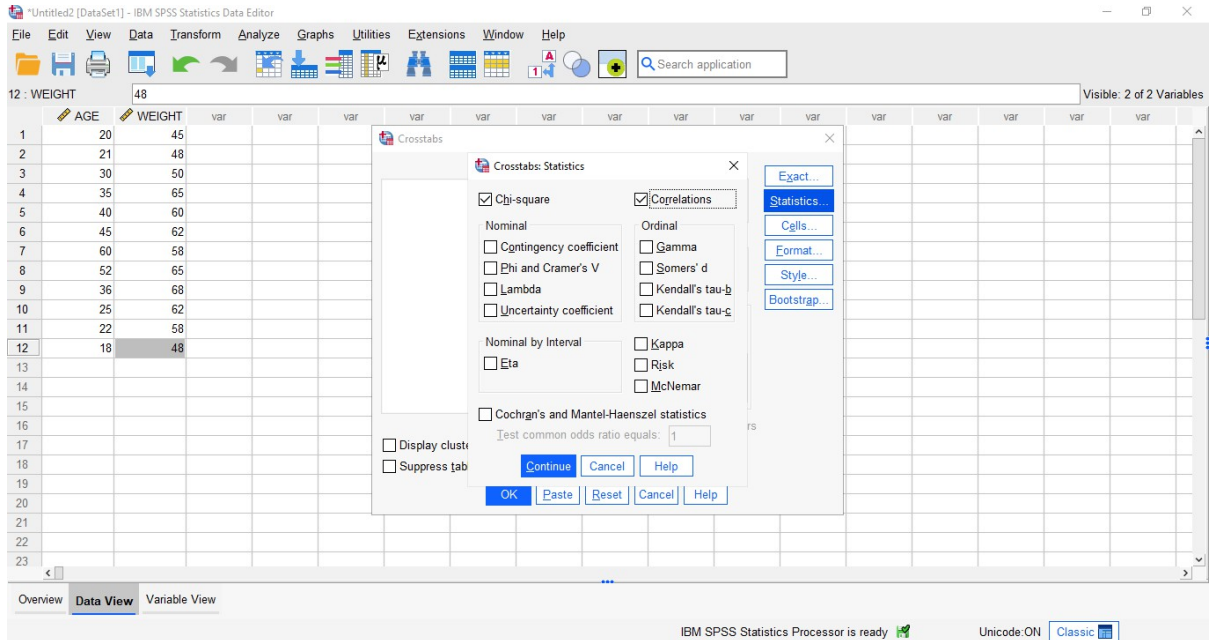 *Untitled2 [DataSet1] - IBM SPSS Statistics Data Editor
File Edit View Data Transform Analyze Graphs Utilities Extensions Window Help
Search application
12 : WEIGHT 48 Visible: 2 of 2 Variables
AGE WEIGHT var var var var var var var var var var var var var var var
1 20 45
2 21 48
3 30 50
4 35 65
5 40 60
6 45 62
7 60 58
8 52 65
9 36 68
10 25 62
11 22 58
12 18 48
13
14
15
16
17
18
19
20
21
22
23
Crosstabs
Exact...
Statistics...
Cells...
Format...
Style...
Bootstrap...
Display cluste
Suppress tab
OK Paste Reset Cancel Help
Crosstabs: Statistics
Chi-square Correlations
Nominal
Contingency coefficient
Phi and Cramer's V
Lambda
Uncertainty coefficient
Ordinal
Gamma
Somers' d
Kendall's tau-b
Kendall's tau-c
Nominal by Interval
Eta
Kappa
Risk
McNemar
Cochran's and Mantel-Haenszel statistics
Test common odds ratio equals: 1
Continue Cancel Help
Overview Data View Variable View
IBM SPSS Statistics Processor is ready Unicode:ON Classic